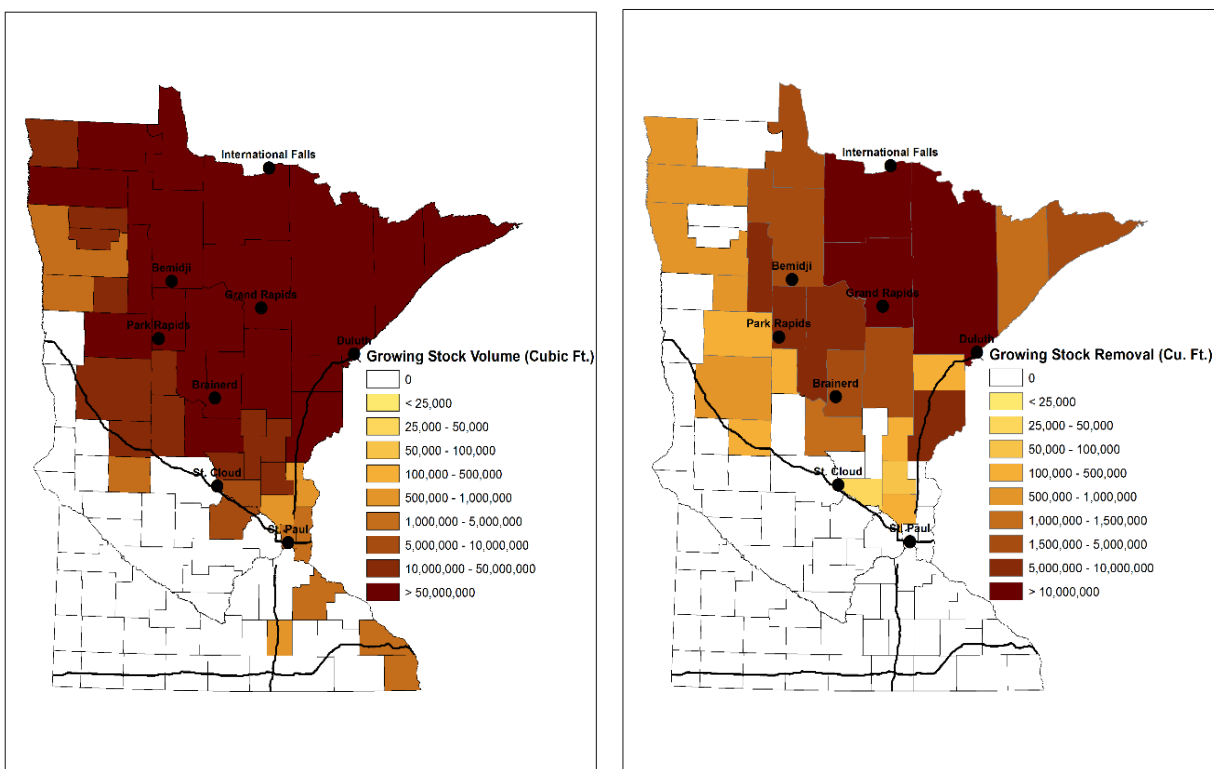 International Falls
Bemidji
Grand Rapids
Park Rapids
Duluth
Brainerd
St. Cloud
St. Paul
Growing Stock Volume (Cubic Ft.)
0
< 25,000
25,000 - 50,000
50,000 - 100,000
100,000 - 500,000
500,000 - 1,000,000
1,000,000 - 5,000,000
5,000,000 - 10,000,000
10,000,000 - 50,000,000
> 50,000,000
International Falls
Bemidji
Grand Rapids
Park Rapids
Duluth
Brainerd
St. Cloud
St. Paul
Growing Stock Removal (Cu. Ft.)
0
< 25,000
25,000 - 50,000
50,000 - 100,000
100,000 - 500,000
500,000 - 1,000,000
1,000,000 - 1,500,000
1,500,000 - 5,000,000
5,000,000 - 10,000,000
> 10,000,000